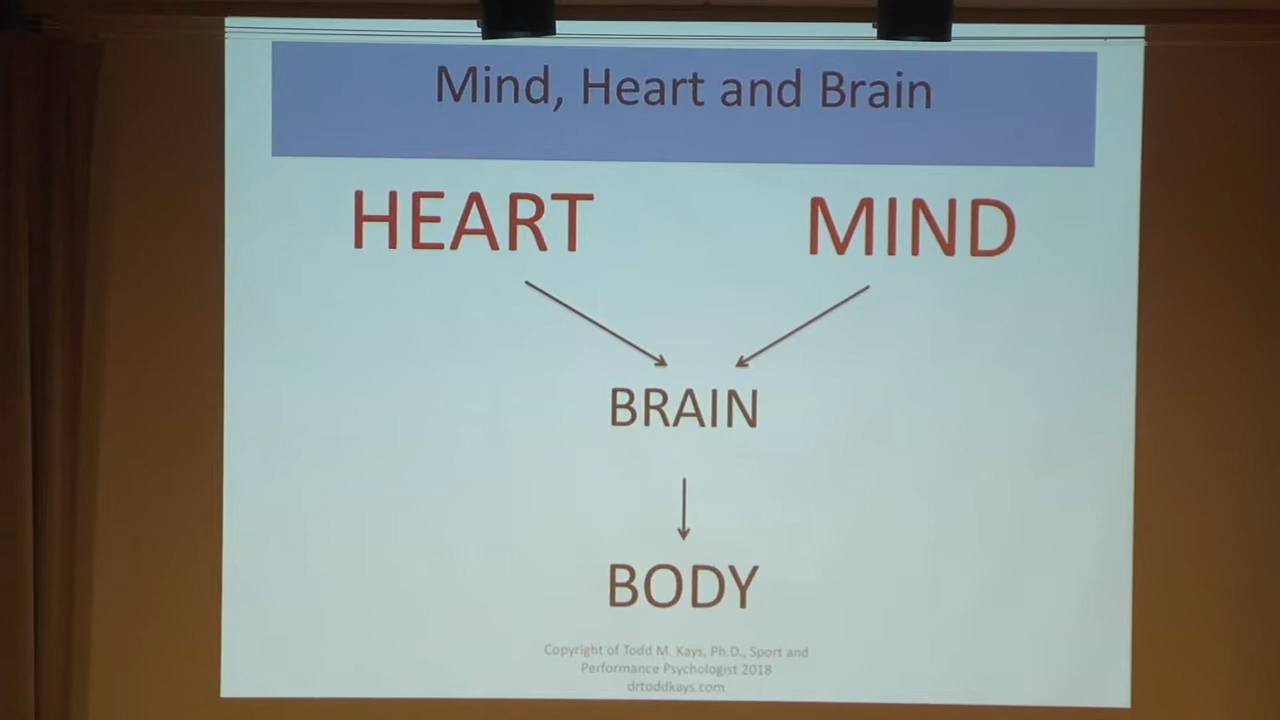 Mind, Heart and Brain
HEART MIND
BRAIN
BODY
Copyright of Todd M. Kays, Ph.D., Sport and
Performance Psychologist 2018
drtoddkays.com